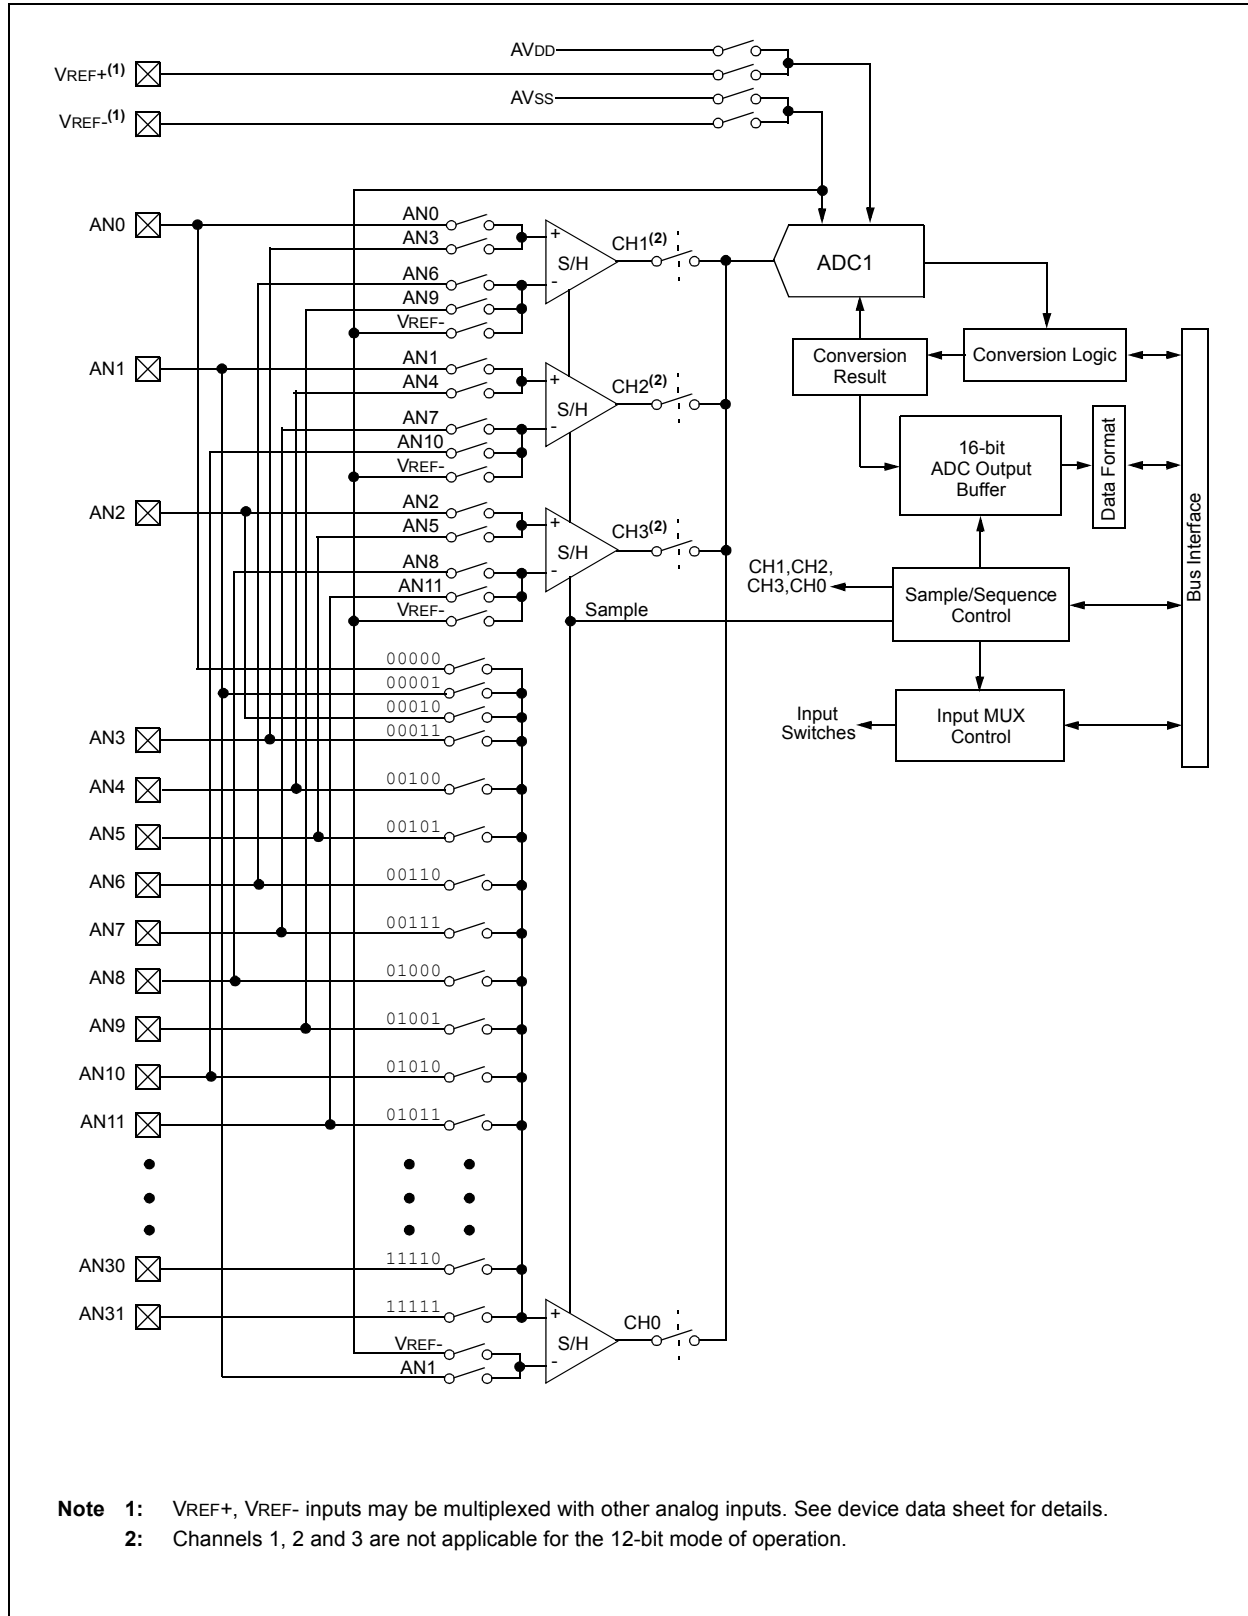 AVDD
VREF+(1)
AVSS
VREF-(1)
AN0
AN0
AN3
+
-
S/H
CH1(2)
ADC1
AN6
AN9
VREF-
AN1
AN1
AN4
+
-
S/H
CH2(2)
Conversion
Result
Conversion Logic
AN7
AN10
VREF-
16-bit
ADC Output
Buffer
Data Format
Bus Interface
AN2
AN2
AN5
+
-
S/H
CH3(2)
AN8
AN11
VREF-
CH1,CH2,
CH3,CH0
Sample/Sequence
Control
Sample
00000
00001
00010
AN3
00011
Input
Switches
Input MUX
Control
AN4
00100
AN5
00101
AN6
00110
AN7
00111
AN8
01000
AN9
01001
AN10
01010
AN11
01011
AN30
11110
AN31
11111
+
-
S/H
CH0
VREF-
AN1
Note 1: VREF+, VREF- inputs may be multiplexed with other analog inputs. See device data sheet for details.
2: Channels 1, 2 and 3 are not applicable for the 12-bit mode of operation.